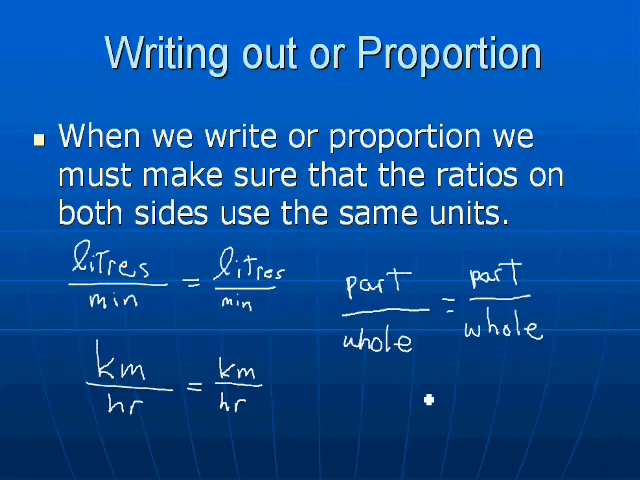 Writing out or Proportion
When we write or proportion we
must make sure that the ratios on
both sides use the same units.
litres = litres
min min
part = part
whole whole
km = km
hr hr